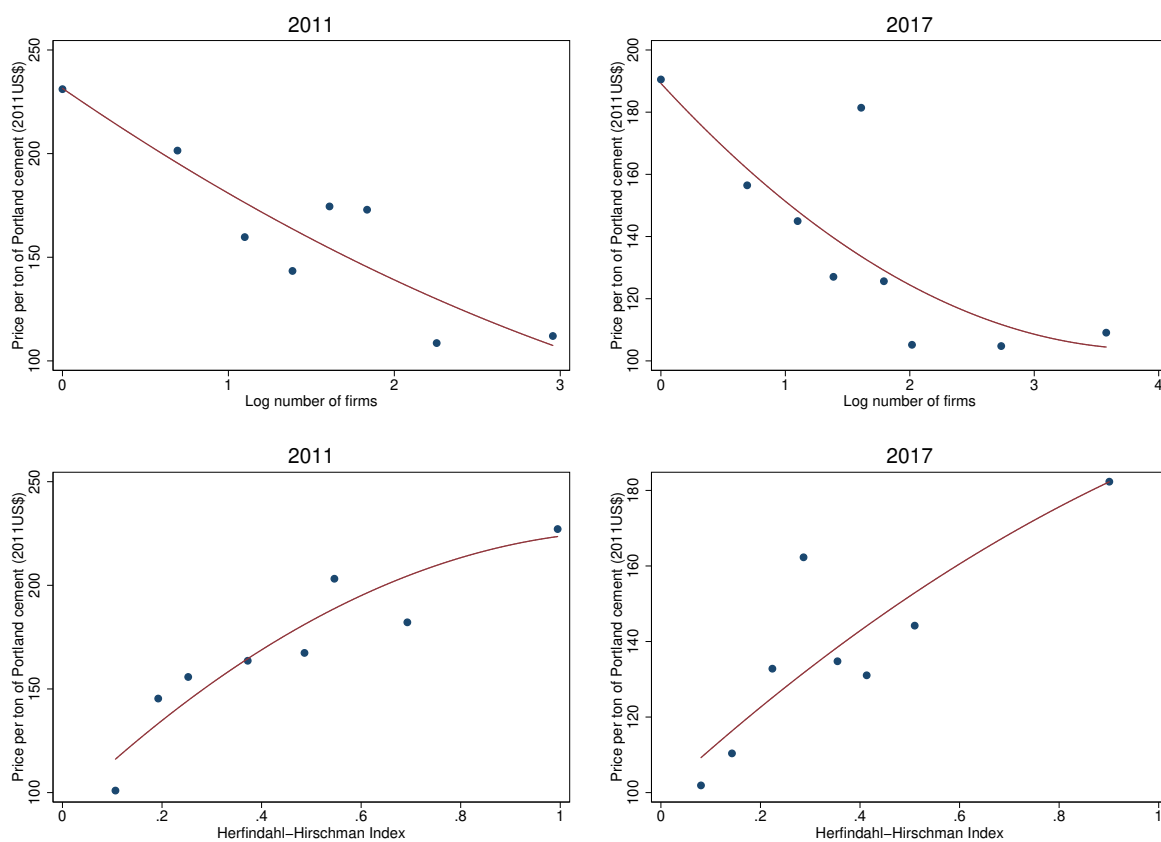 2011
Price per ton of Portland cement (2011US$)
250
200
150
100
0 1 2 3
Log number of firms
2017
Price per ton of Portland cement (2011US$)
200
180
160
140
120
100
0 1 2 3 4
Log number of firms
2011
Price per ton of Portland cement (2011US$)
250
200
150
100
0 .2 .4 .6 .8 1
Herfindahl−Hirschman Index
2017
Price per ton of Portland cement (2011US$)
180
160
140
120
100
0 .2 .4 .6 .8 1
Herfindahl−Hirschman Index